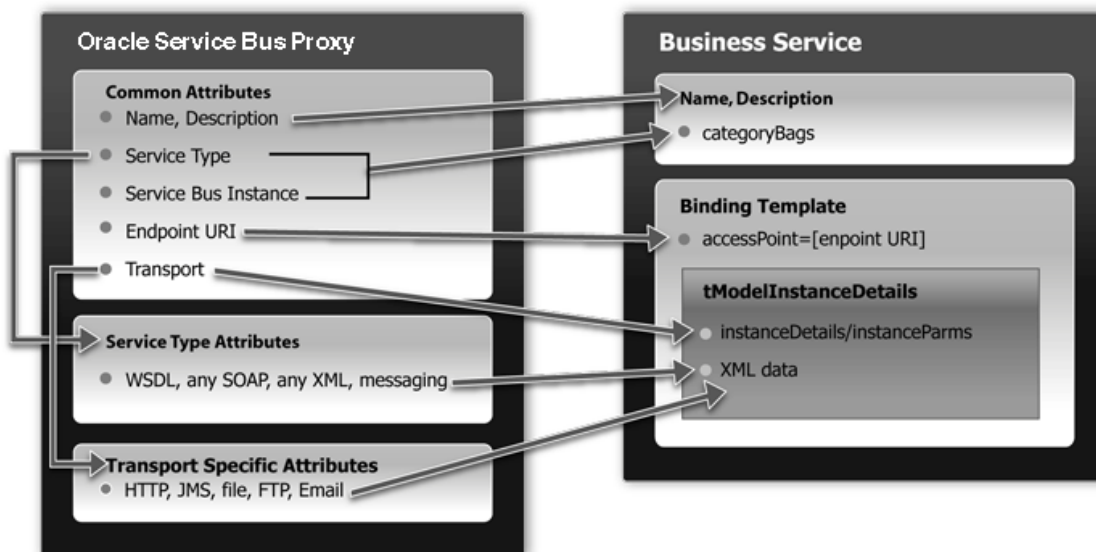 Oracle Service Bus Proxy
Common Attributes
Name, Description
Service Type
Service Bus Instance
Endpoint URI
Transport
Service Type Attributes
WSDL, any SOAP, any XML, messaging
Transport Specific Attributes
HTTP, JMS, file, FTP, Email
Business Service
Name, Description
categoryBags
Binding Template
accessPoint=[enpoint URI]
tModelInstanceDetails
instanceDetails/instanceParms
XML data